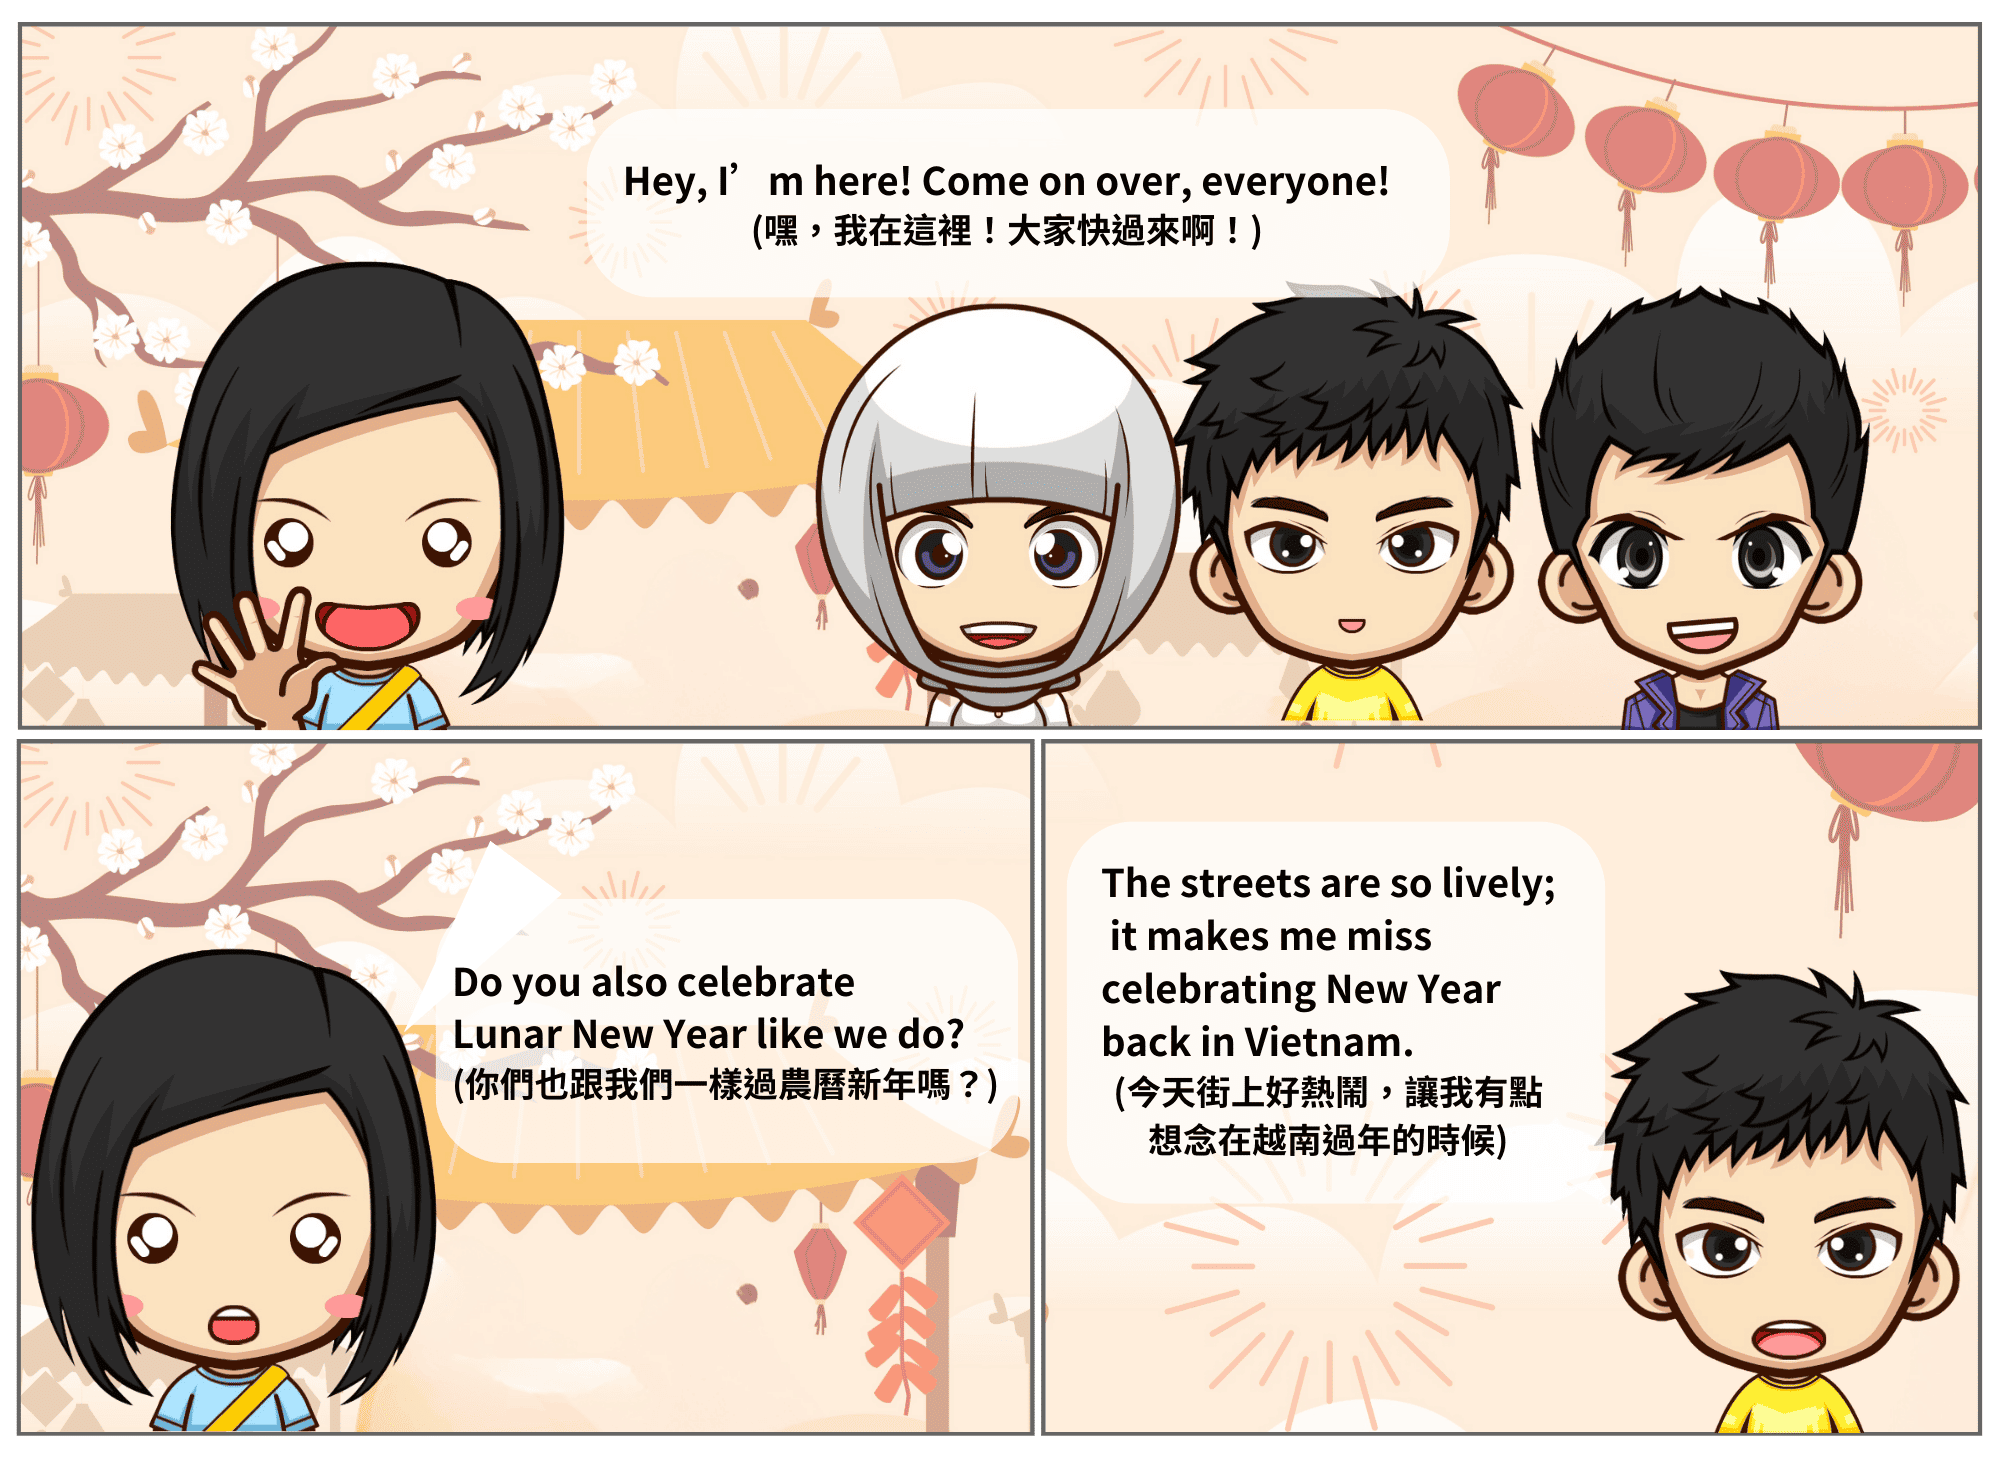 Hey, I’m here! Come on over, everyone!
(嘿，我在這裡！大家快過來啊！)
Do you also celebrate
Lunar New Year like we do?
(你們也跟我們一樣過農曆新年嗎？)
The streets are so lively;
it makes me miss
celebrating New Year
back in Vietnam.
(今天街上好熱鬧，讓我有點
想念在越南過年的時候)